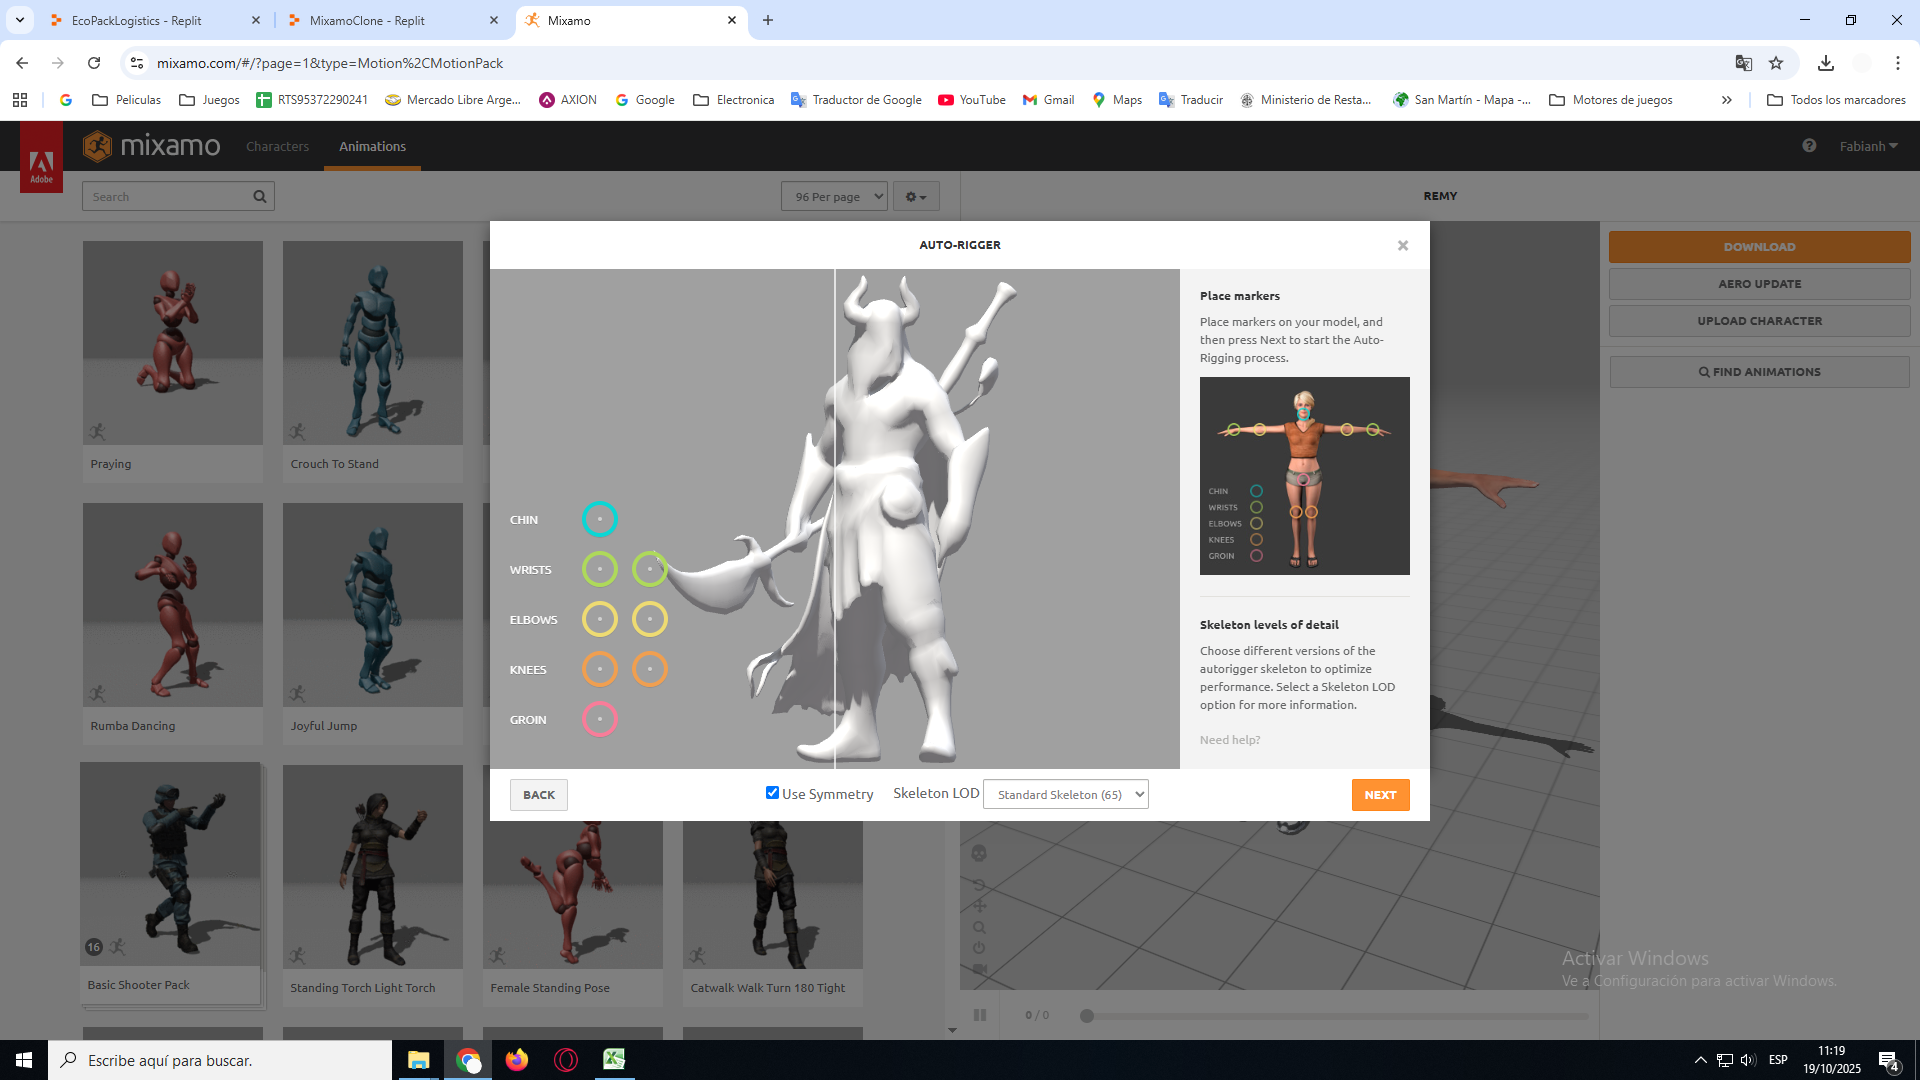 EcoPackLogistics - Replit
MixamoClone - Replit
Mixamo
mixamo.com/#/?page=1&type=Motion%2CMotionPack
Peliculas
Juegos
RTS95372290241
Mercado Libre Arge...
AXION
Google
Electronica
Traductor de Google
YouTube
Gmail
Maps
Traducir
Ministerio de Resta...
San Martín - Mapa -...
Motores de juegos
Todos los marcadores
Adobe
mixamo
Characters
Animations
Fabianh
Search
96 Per page
REMY
AUTO-RIGGER
DOWNLOAD
AERO UPDATE
UPLOAD CHARACTER
FIND ANIMATIONS
Praying
Crouch To Stand
Rumba Dancing
Joyful Jump
16
Basic Shooter Pack
Standing Torch Light Torch
Female Standing Pose
Catwalk Walk Turn 180 Tight
CHIN
WRISTS
ELBOWS
KNEES
GROIN
Place markers
Place markers on your model, and
then press Next to start the Auto-
Rigging process.
CHIN
WRISTS
ELBOWS
KNEES
GROIN
Skeleton levels of detail
Choose different versions of the
autorigger skeleton to optimize
performance. Select a Skeleton LOD
option for more information.
Need help?
BACK
Use Symmetry
Skeleton LOD
Standard Skeleton (65)
NEXT
Activar Windows
Ve a Configuración para activar Windows.
0 / 0
Escribe aquí para buscar.
ESP
11:19
19/10/2025
4